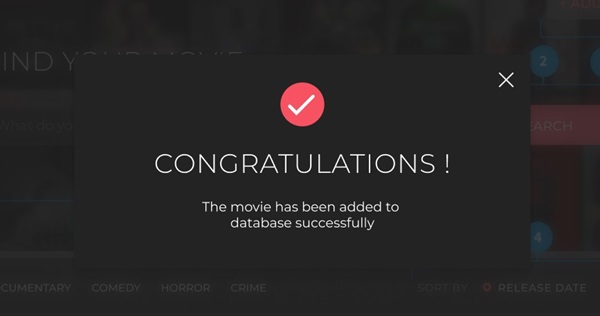 + ADD
IND YOUR MOVIE
2
What do yo
ARCH
CONGRATULATIONS !
The movie has been added to
database successfully
4
CUMENTARY COMEDY HORROR CRIME SORT BY RELEASE DATE